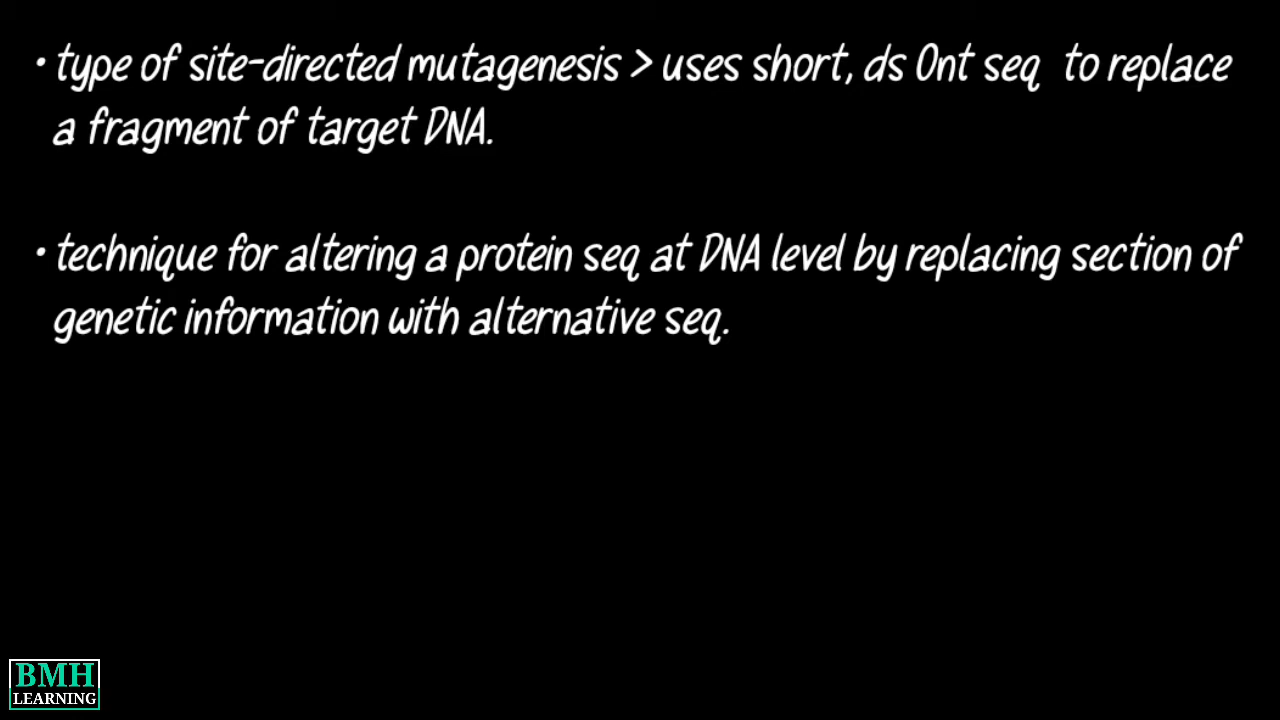 • type of site-directed mutagenesis > uses short, ds Ont seq to replace
a fragment of target DNA.
• technique for altering a protein seq at DNA level by replacing section of
genetic information with alternative seq.
BMH
LEARNING